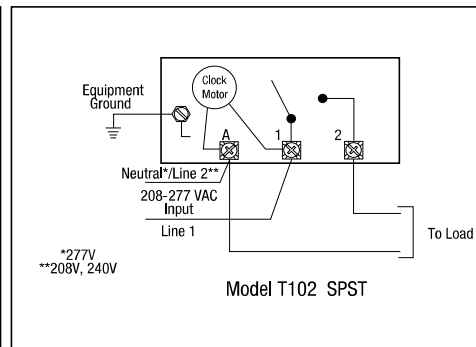 Clock
Motor
Equipment
Ground
A
1
2
Neutral*/Line 2**
208-277 VAC
Input
Line 1
To Load
*277V
**208V, 240V
Model T102 SPST